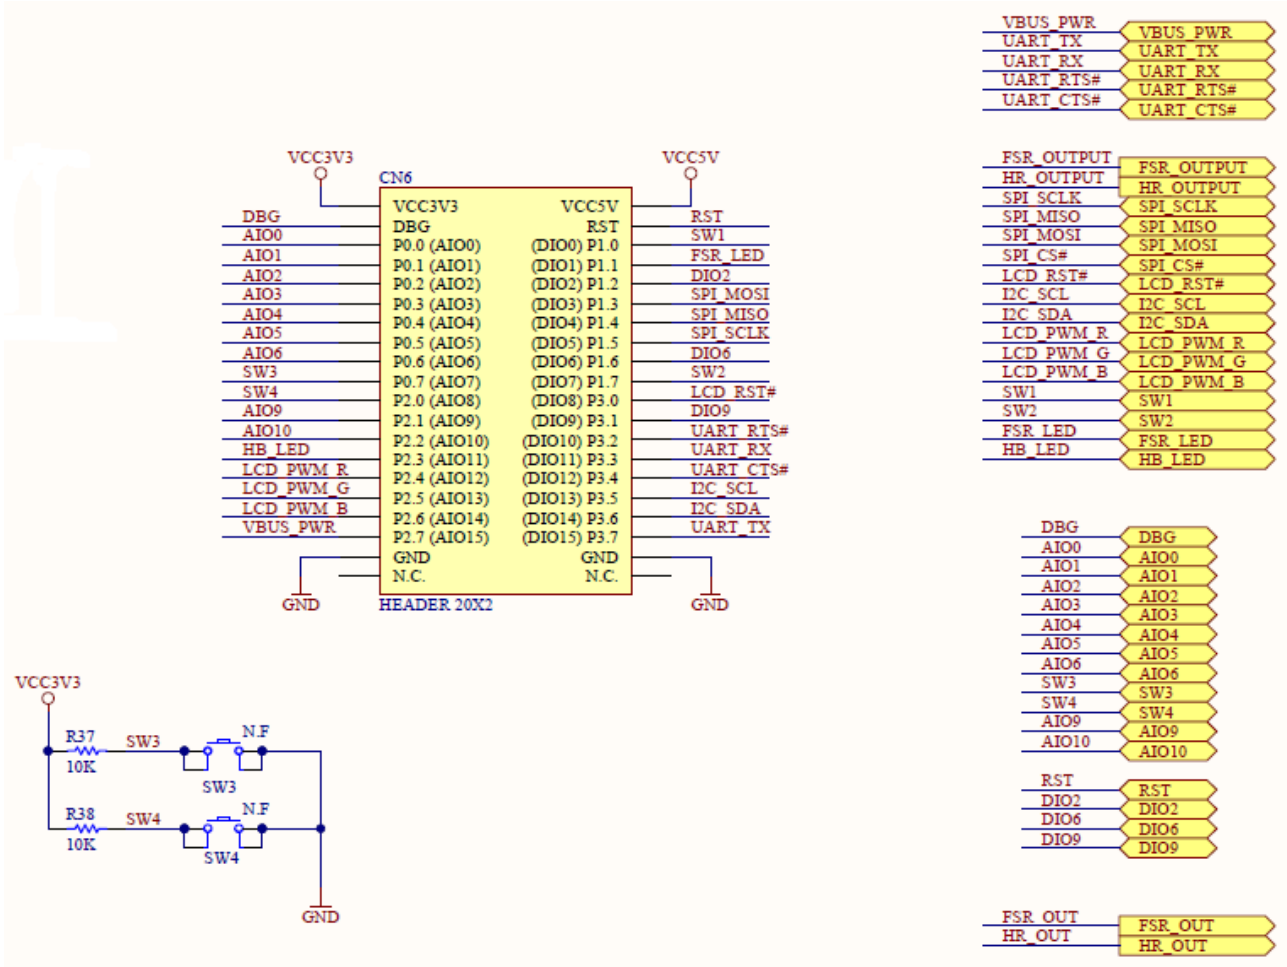 VBUS_PWR VBUS_PWR
UART_TX UART_TX
UART_RX UART_RX
UART_RTS# UART_RTS#
UART_CTS# UART_CTS#
VCC3V3 VCC5V
CN6
VCC3V3 VCC5V
DBG DBG RST RST
AIO0 P0.0 (AIO0) (DIO0) P1.0 SW1
AIO1 P0.1 (AIO1) (DIO1) P1.1 FSR_LED
AIO2 P0.2 (AIO2) (DIO2) P1.2 DIO2
AIO3 P0.3 (AIO3) (DIO3) P1.3 SPI_MOSI
AIO4 P0.4 (AIO4) (DIO4) P1.4 SPI_MISO
AIO5 P0.5 (AIO5) (DIO5) P1.5 SPI_SCLK
AIO6 P0.6 (AIO6) (DIO6) P1.6 DIO6
SW3 P0.7 (AIO7) (DIO7) P1.7 SW2
SW4 P2.0 (AIO8) (DIO8) P3.0 LCD_RST#
AIO9 P2.1 (AIO9) (DIO9) P3.1 DIO9
AIO10 P2.2 (AIO10) (DIO10) P3.2 UART_RTS#
HB_LED P2.3 (AIO11) (DIO11) P3.3 UART_RX
LCD_PWM_R P2.4 (AIO12) (DIO12) P3.4 UART_CTS#
LCD_PWM_G P2.5 (AIO13) (DIO13) P3.5 I2C_SCL
LCD_PWM_B P2.6 (AIO14) (DIO14) P3.6 I2C_SDA
VBUS_PWR P2.7 (AIO15) (DIO15) P3.7 UART_TX
GND GND
N.C. N.C.
GND HEADER 20X2 GND
FSR_OUTPUT FSR_OUTPUT
HR_OUTPUT HR_OUTPUT
SPI_SCLK SPI_SCLK
SPI_MISO SPI_MISO
SPI_MOSI SPI_MOSI
SPI_CS# SPI_CS#
LCD_RST# LCD_RST#
I2C_SCL I2C_SCL
I2C_SDA I2C_SDA
LCD_PWM_R LCD_PWM_R
LCD_PWM_G LCD_PWM_G
LCD_PWM_B LCD_PWM_B
SW1 SW1
SW2 SW2
FSR_LED FSR_LED
HB_LED HB_LED
DBG DBG
AIO0 AIO0
AIO1 AIO1
AIO2 AIO2
AIO3 AIO3
AIO4 AIO4
AIO5 AIO5
AIO6 AIO6
SW3 SW3
SW4 SW4
AIO9 AIO9
AIO10 AIO10
RST RST
DIO2 DIO2
DIO6 DIO6
DIO9 DIO9
VCC3V3
R37 SW3 N.F
10K SW3
R38 SW4 N.F
10K SW4
GND
FSR_OUT FSR_OUT
HR_OUT HR_OUT